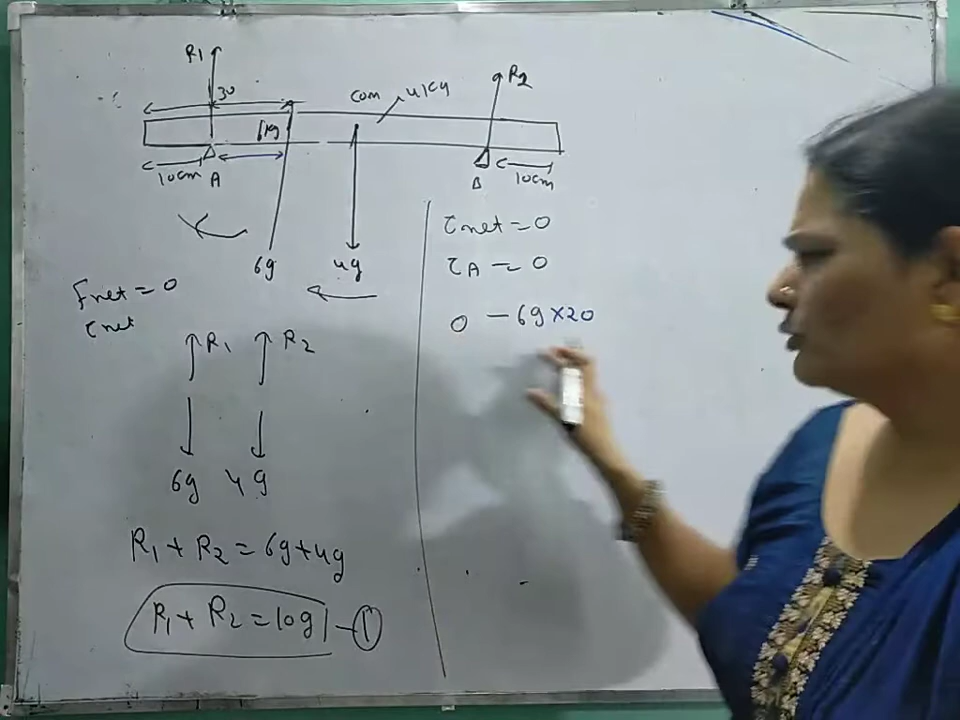 R1
R2
30
com
4kg
6kg
10cm
A
B
10cm
6g
4g
τnet = 0
τA = 0
0 - 6g × 20
Fnet = 0
τnet
R1
R2
6g
4g
R1 + R2 = 6g + 4g
R1 + R2 = 10g - ①